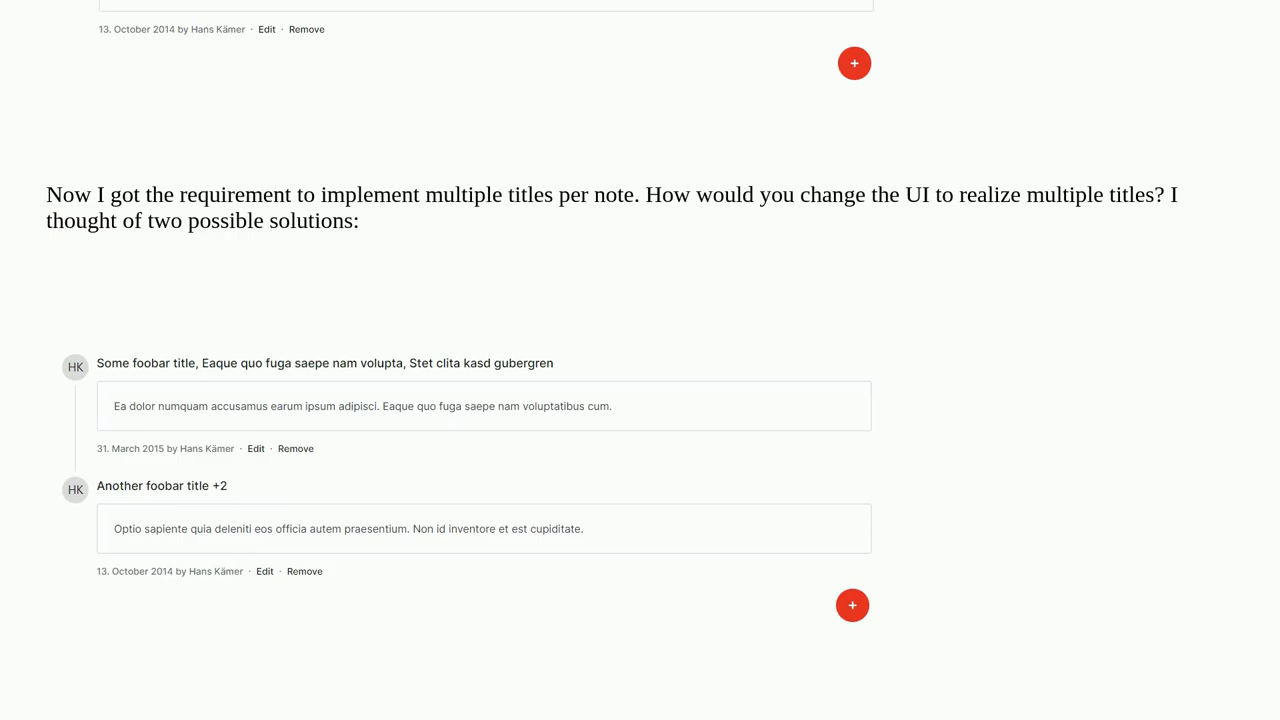 13. October 2014 by Hans Kämer · Edit · Remove
+
Now I got the requirement to implement multiple titles per note. How would you change the UI to realize multiple titles? I
thought of two possible solutions:
HK Some foobar title, Eaque quo fuga saepe nam volupta, Stet clita kasd gubergren
Ea dolor numquam accusamus earum ipsum adipisci. Eaque quo fuga saepe nam voluptatibus cum.
31. March 2015 by Hans Kämer · Edit · Remove
HK Another foobar title +2
Optio sapiente quia deleniti eos officia autem praesentium. Non id inventore et est cupiditate.
13. October 2014 by Hans Kämer · Edit · Remove
+